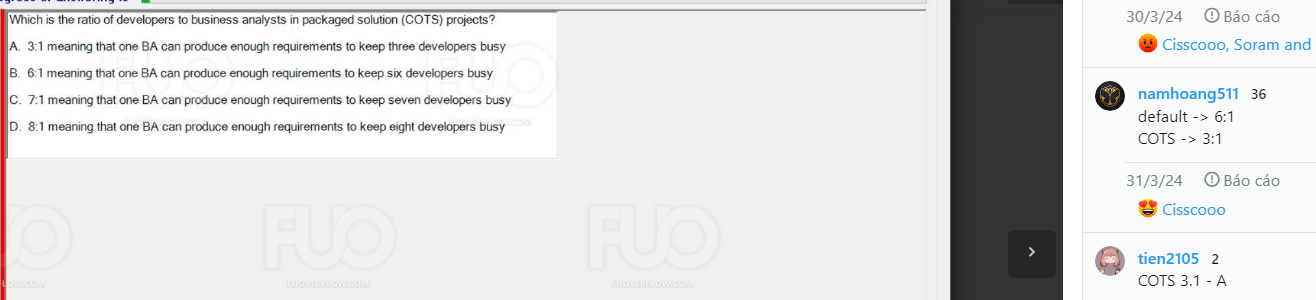 Which is the ratio of developers to business analysts in packaged solution (COTS) projects?
A. 3:1 meaning that one BA can produce enough requirements to keep three developers busy
B. 6:1 meaning that one BA can produce enough requirements to keep six developers busy
C. 7:1 meaning that one BA can produce enough requirements to keep seven developers busy
D. 8:1 meaning that one BA can produce enough requirements to keep eight developers busy
FUO
FUO
FUO
FUOVERFLOW.COM
FUOVERFLOW.COM
30/3/24 Báo cáo
Cisscooo, Soram and
namhoang511 36
default -> 6:1
COTS -> 3:1
31/3/24 Báo cáo
Cisscooo
tien2105 2
COTS 3.1 - A